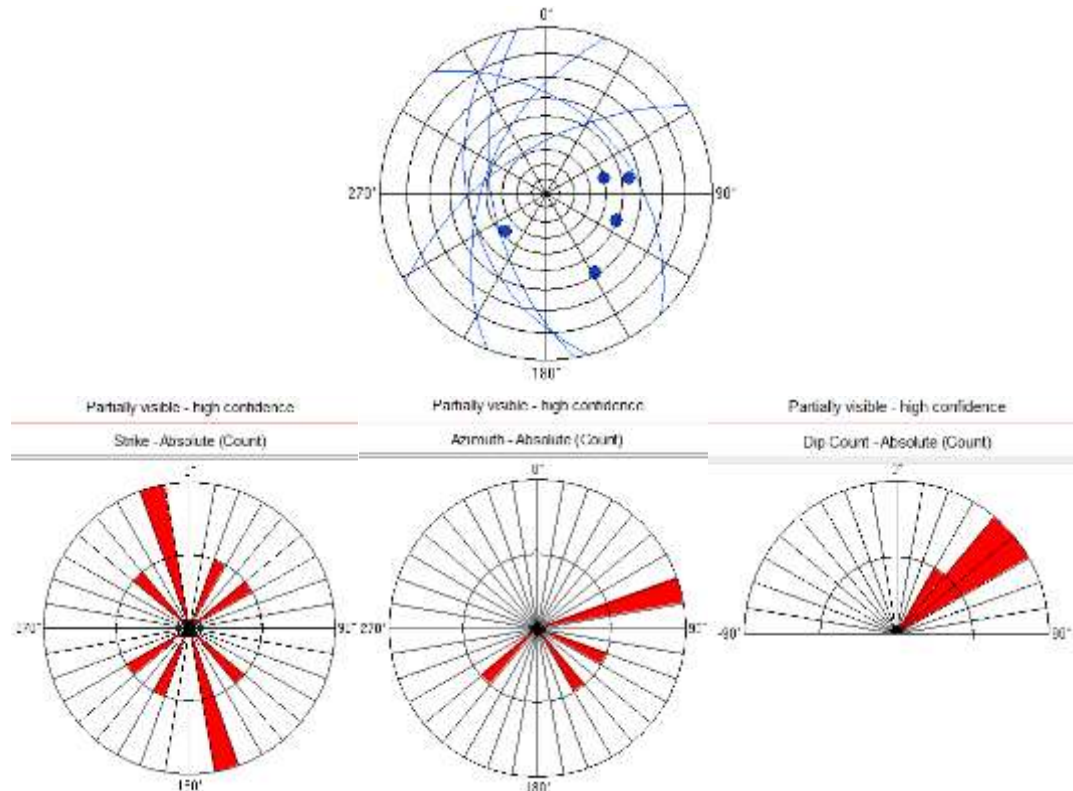 0°
270°
90°
180°
Partially visible - high confidence
Partially visible - high confidence
Partially visible - high confidence
Strike - Absolute (Count)
Azimuth - Absolute (Count)
Dip Count - Absolute (Count)
0°
0°
90°
90°
-90°
90°
180°
180°